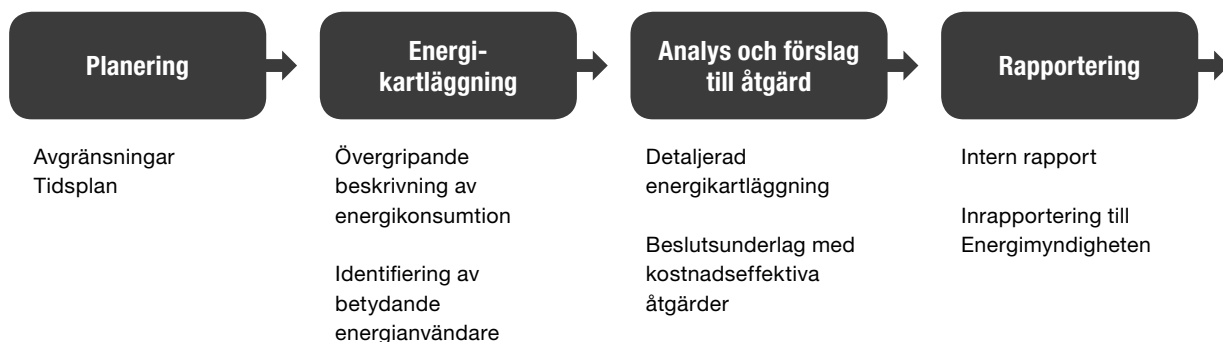 Planering
Avgränsningar
Tidsplan
Energi-
kartläggning
Övergripande
beskrivning av
energikonsumtion
Identifiering av
betydande
energianvändare
Analys och förslag
till åtgärd
Detaljerad
energikartläggning
Beslutsunderlag med
kostnadseffektiva
åtgärder
Rapportering
Intern rapport
Inrapportering till
Energimyndigheten